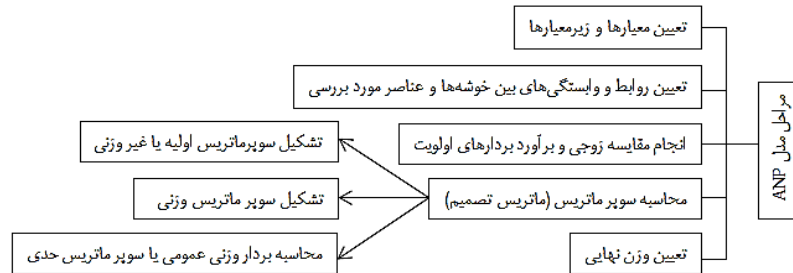 مراحل مدل ANP
تعیین معیارها و زیرمعیارها
تعیین روابط و وابستگی‌های بین خوشه‌ها و عناصر مورد بررسی
انجام مقایسه زوجی و برآورد بردارهای اولویت
محاسبه سوپر ماتریس (ماتریس تصمیم)
تشکیل سوپرماتریس اولیه یا غیر وزنی
تشکیل سوپر ماتریس وزنی
محاسبه بردار وزنی عمومی یا سوپر ماتریس حدی
تعیین وزن نهایی